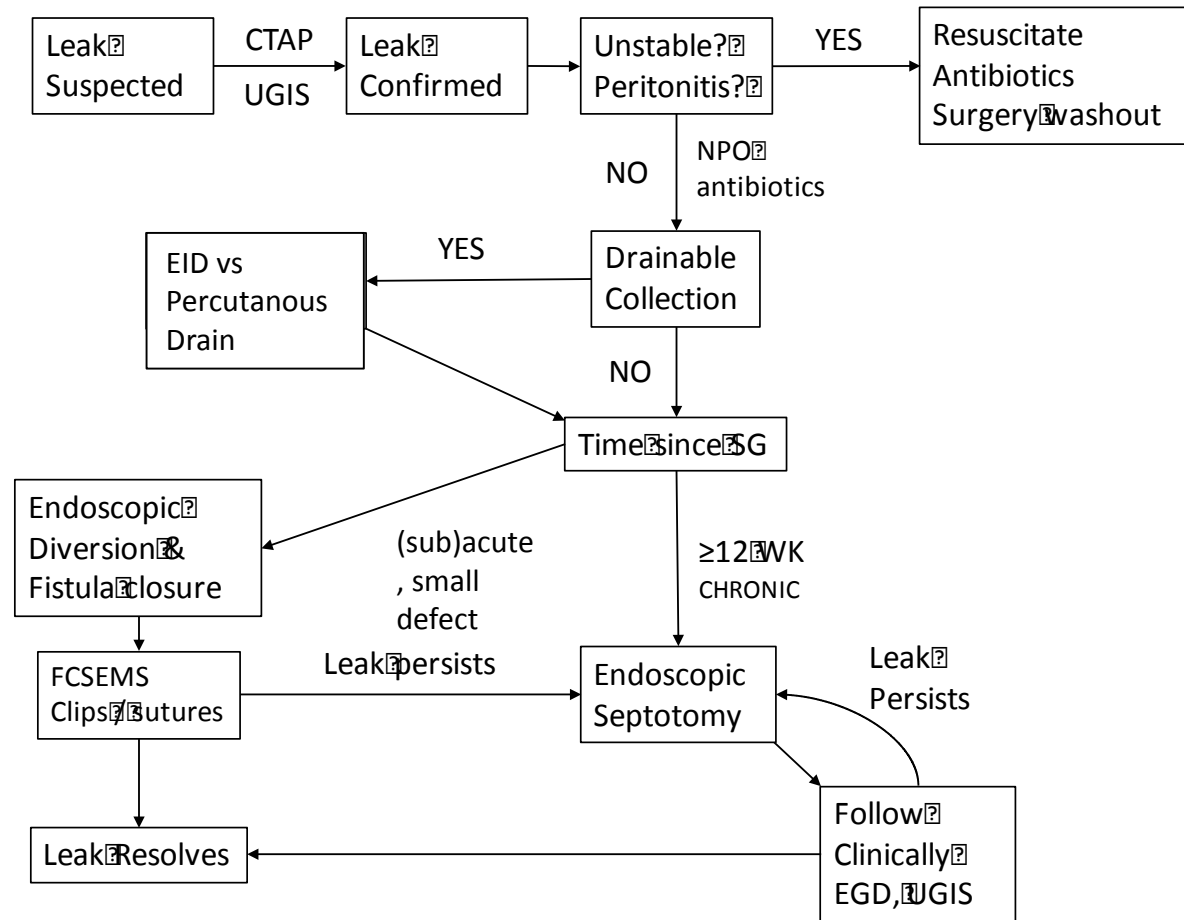 Leak
Suspected
CTAP
UGIS
Leak
Confirmed
Unstable?
Peritonitis?
YES
Resuscitate
Antibiotics
Surgery washout
NO
NPO
antibiotics
EID vs
Percutanous
Drain
YES
Drainable
Collection
NO
Time since SG
Endoscopic
Diversion &
Fistula closure
(sub)acute
, small
defect
≥12 WK
CHRONIC
FCSEMS
Clips / sutures
Leak persists
Endoscopic
Septotomy
Leak
Persists
Leak Resolves
Follow
Clinically
EGD, UGIS